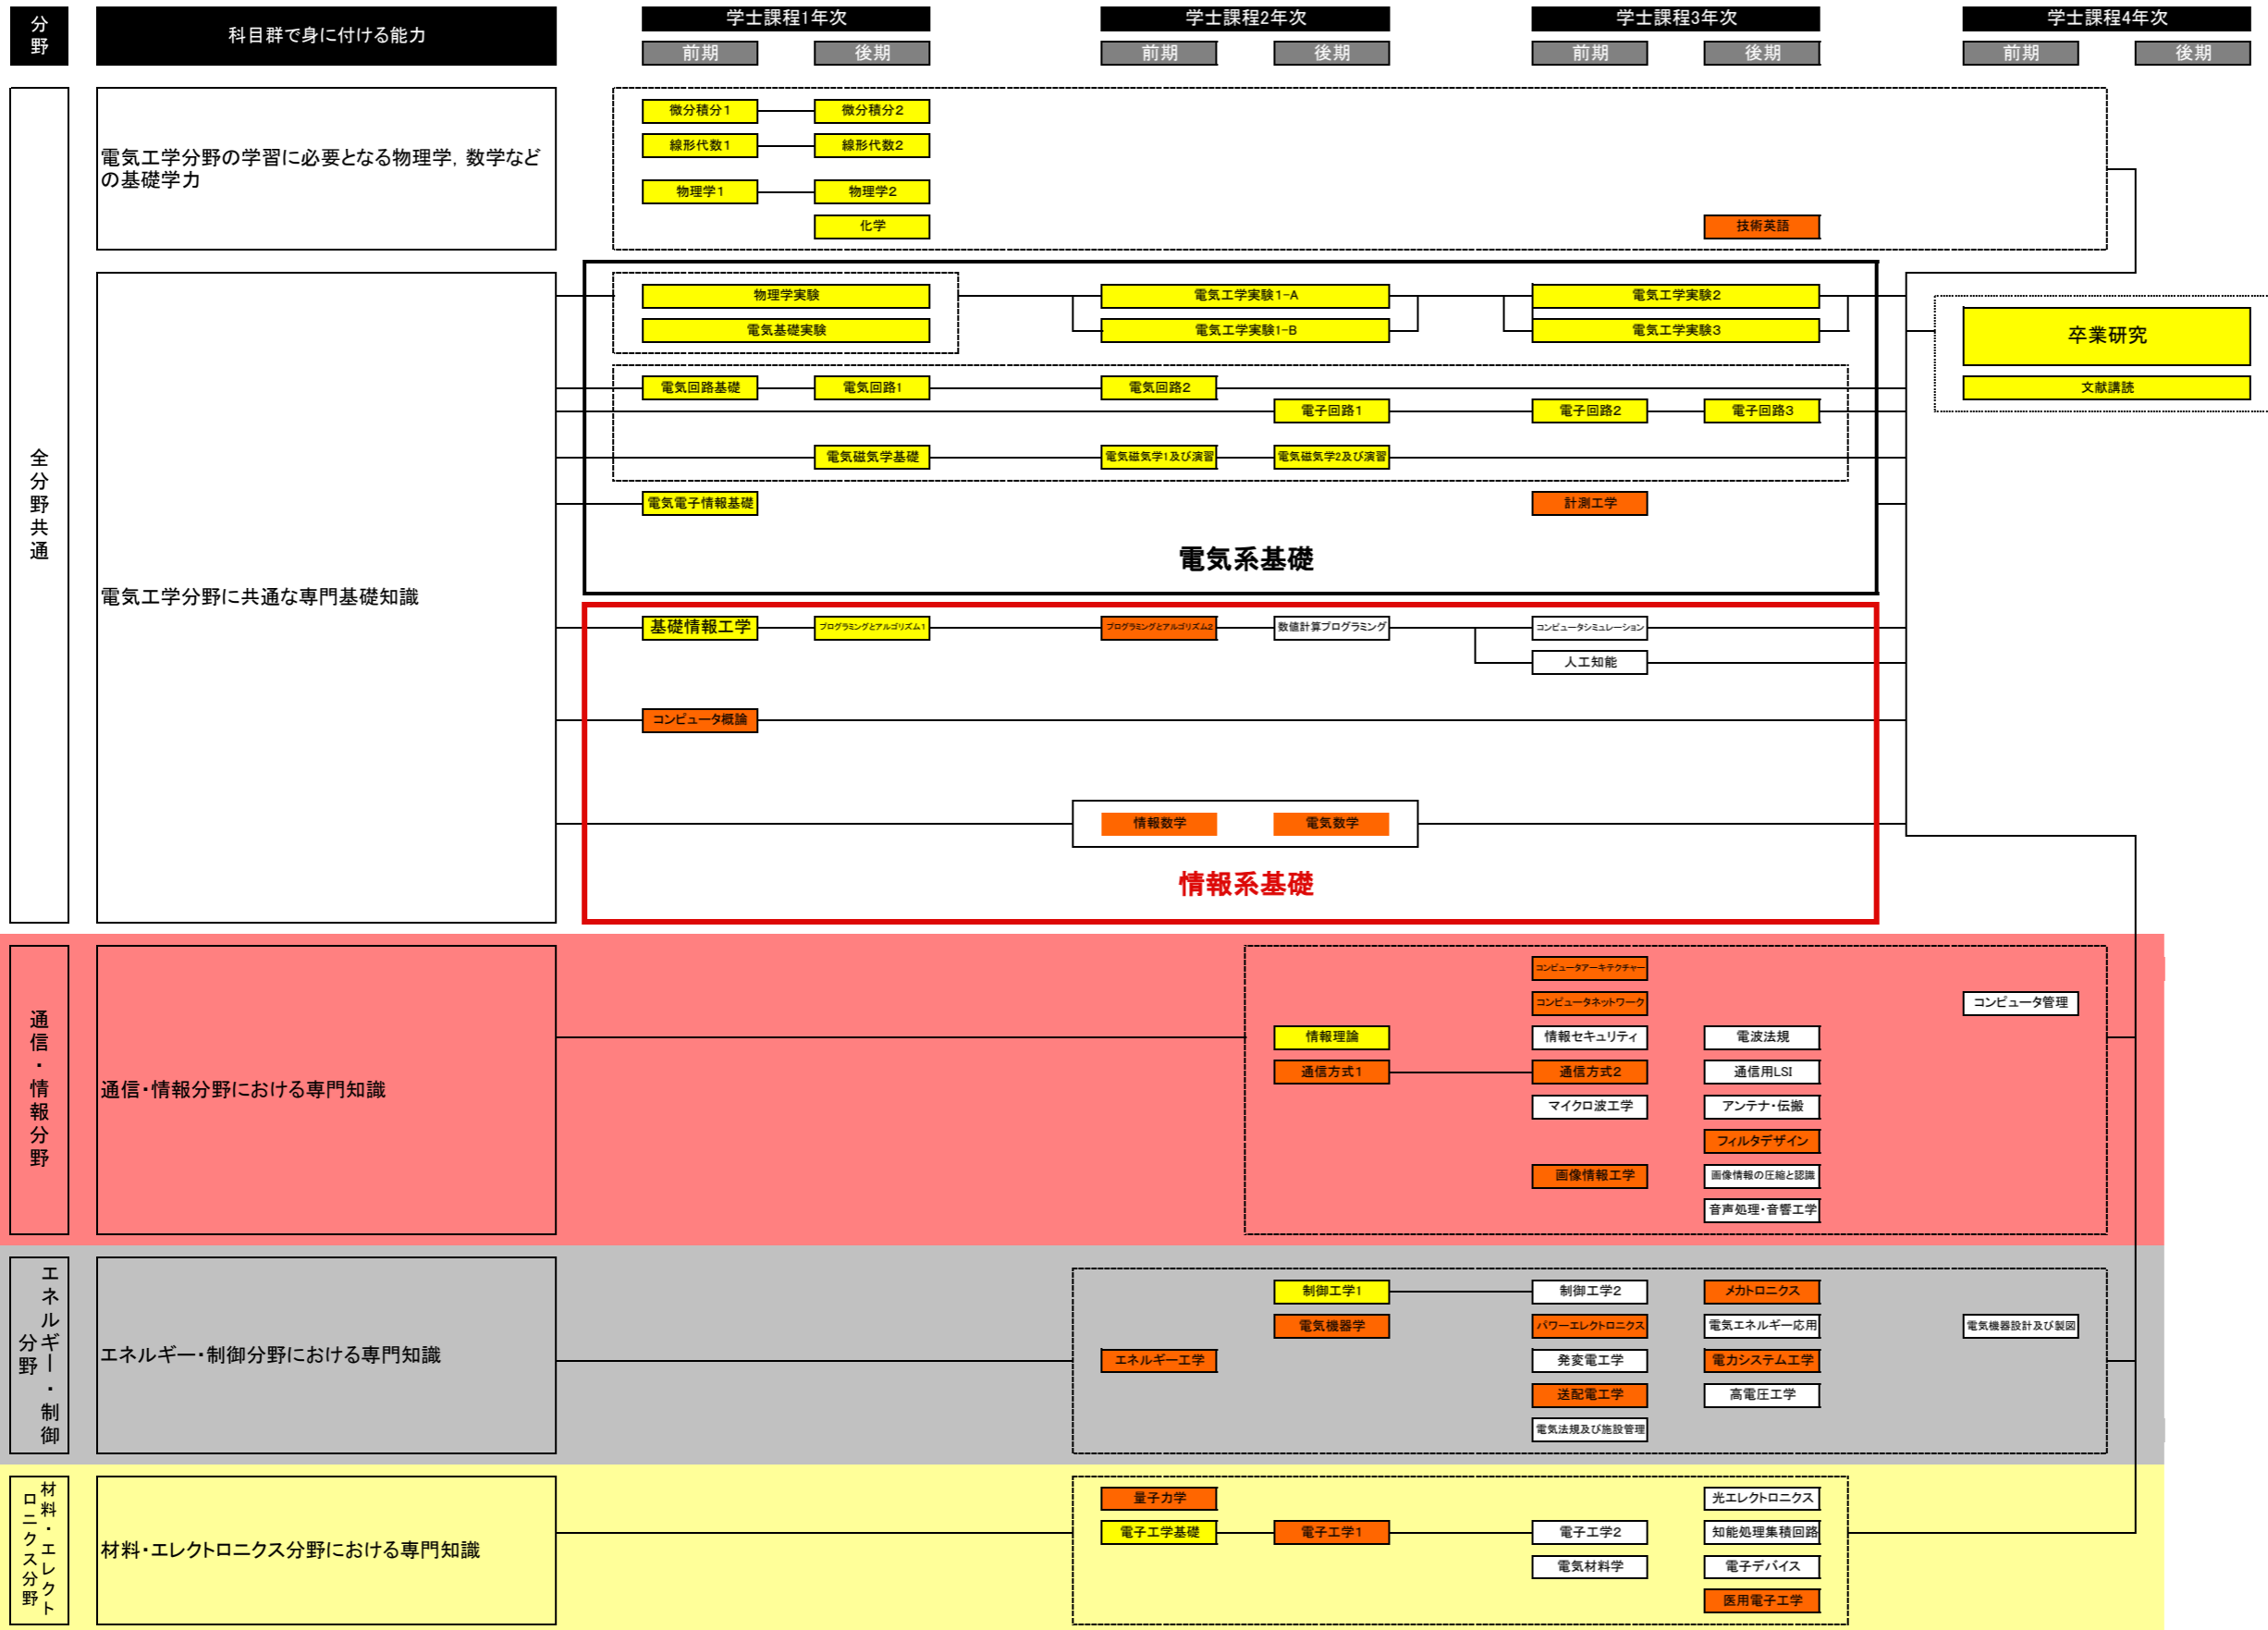 分野
科目群で身に付ける能力
学士課程1年次
学士課程2年次
学士課程3年次
学士課程4年次
前期
後期
前期
後期
前期
後期
前期
後期
全分野共通
電気工学分野の学習に必要となる物理学，数学など
の基礎学力
微分積分1
微分積分2
線形代数1
線形代数2
物理学1
物理学2
化学
技術英語
電気工学分野に共通な専門基礎知識
物理学実験
電気工学実験1-A
電気工学実験2
電気基礎実験
電気工学実験1-B
電気工学実験3
卒業研究
文献講読
電気回路基礎
電気回路1
電気回路2
電子回路1
電子回路2
電子回路3
電気磁気学基礎
電気磁気学1及び演習
電気磁気学2及び演習
電気電子情報基礎
計測工学
電気系基礎
基礎情報工学
プログラミングとアルゴリズム1
プログラミングとアルゴリズム2
数値計算プログラミング
コンピュータシミュレーション
人工知能
コンピュータ概論
情報数学
電気数学
情報系基礎
通信・情報分野
通信・情報分野における専門知識
コンピュータアーキテクチャー
コンピュータネットワーク
コンピュータ管理
情報理論
情報セキュリティ
電波法規
通信方式1
通信方式2
通信用LSI
マイクロ波工学
アンテナ・伝搬
フィルタデザイン
画像情報工学
画像情報の圧縮と認識
音声処理・音響工学
エネルギー・制御
分野
エネルギー・制御分野における専門知識
制御工学1
制御工学2
メカトロニクス
電気機器学
パワーエレクトロニクス
電気エネルギー応用
電気機器設計及び製図
エネルギー工学
発変電工学
電力システム工学
送配電工学
高電圧工学
電気法規及び施設管理
材料・エレクト
ロニクス分野
材料・エレクトロニクス分野における専門知識
量子力学
光エレクトロニクス
電子工学基礎
電子工学1
電子工学2
知能処理集積回路
電気材料学
電子デバイス
医用電子工学